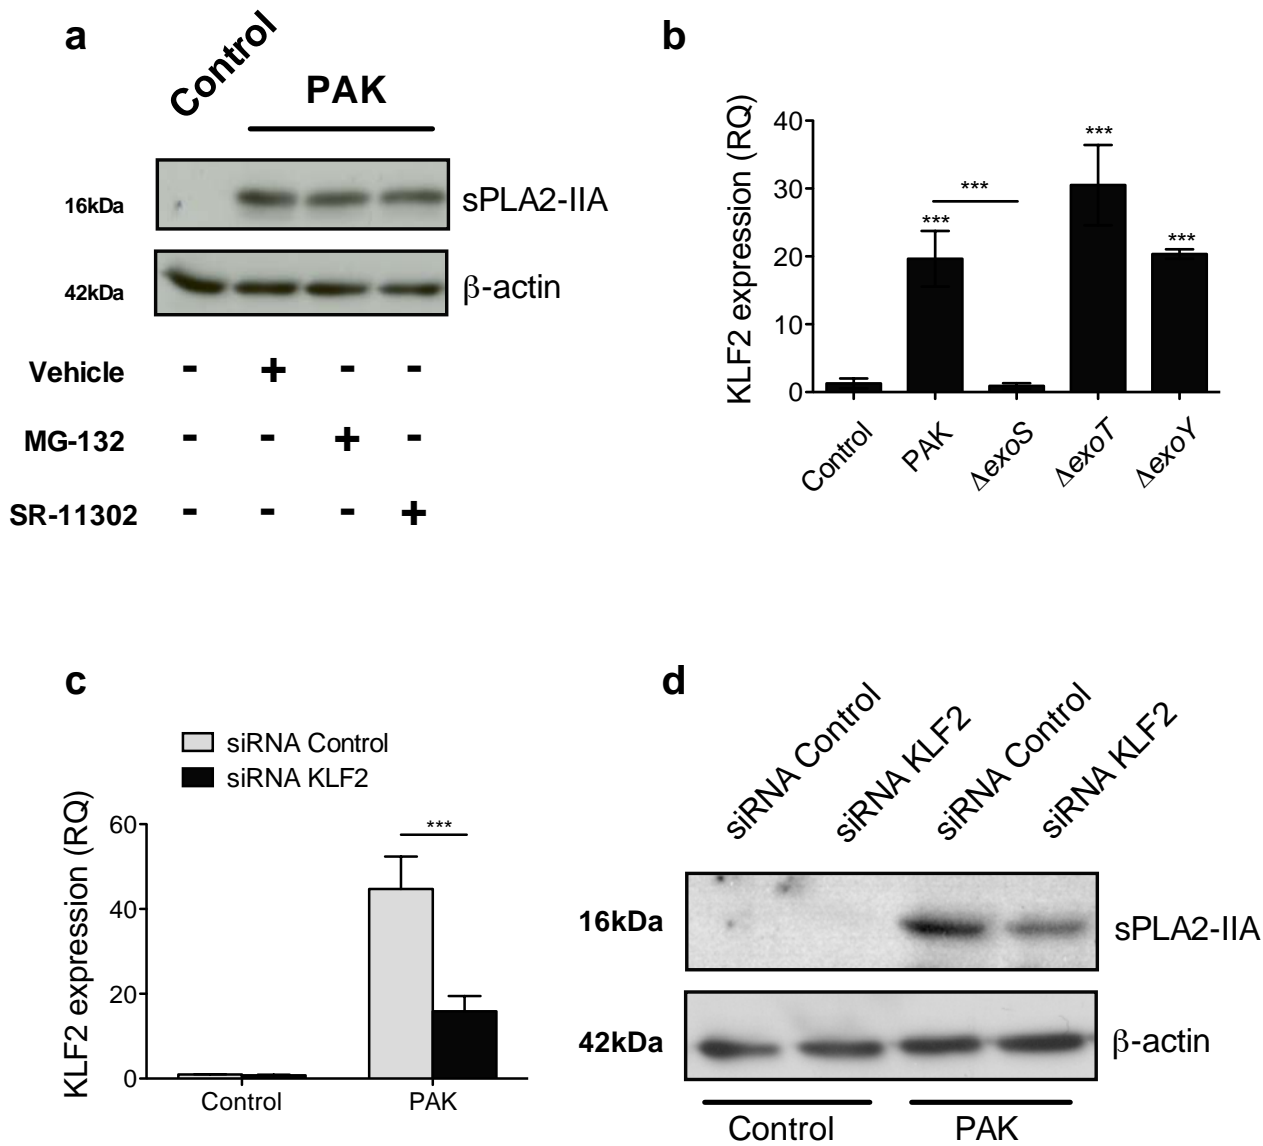 a
Control
PAK
16kDa
sPLA2-IIA
42kDa
β-actin
Vehicle - + - -
MG-132 - - + -
SR-11302 - - - +
b
KLF2 expression (RQ)
40
30
20
10
0
***
***
***
***
Control
PAK
ΔexoS
ΔexoT
ΔexoY
c
siRNA Control
siRNA KLF2
KLF2 expression (RQ)
60
40
20
0
***
Control
PAK
d
siRNA Control
siRNA KLF2
siRNA Control
siRNA KLF2
16kDa
sPLA2-IIA
42kDa
β-actin
Control
PAK